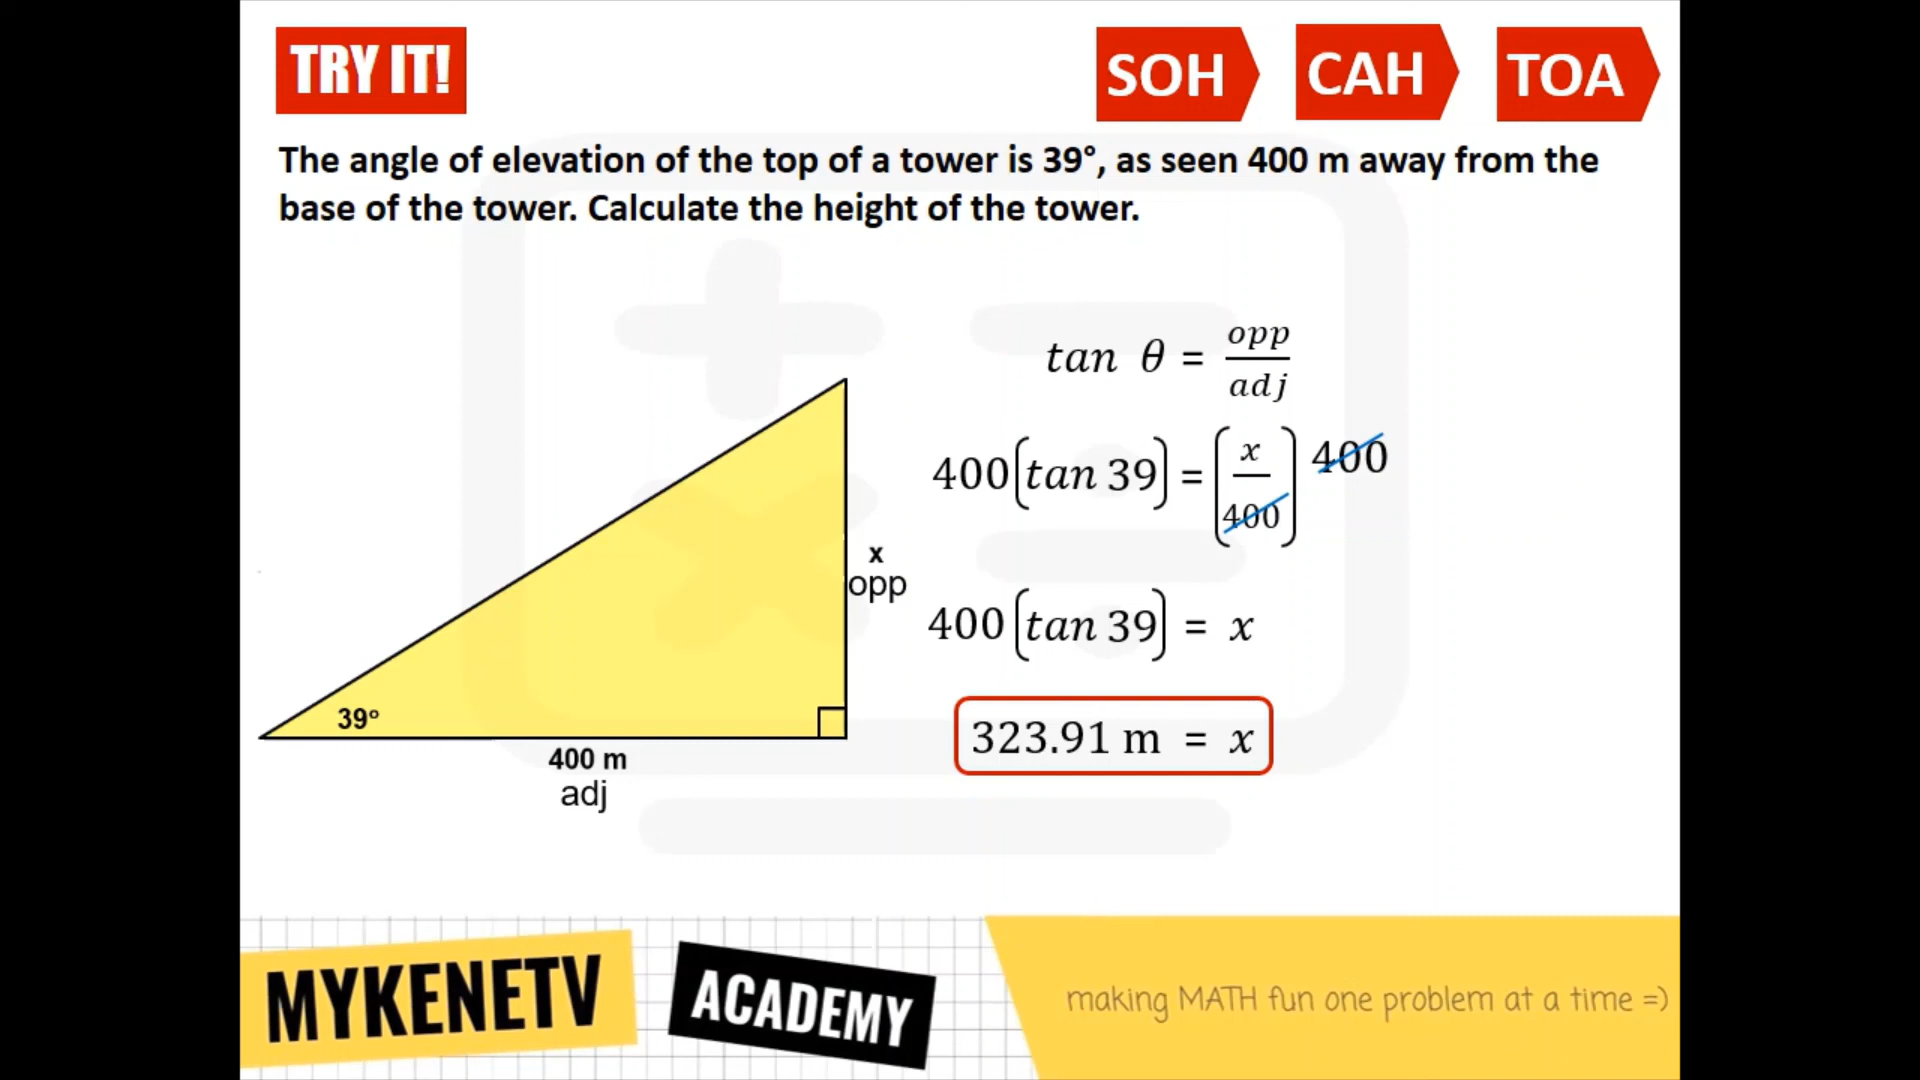 TRY IT!
SOH CAH TOA
The angle of elevation of the top of a tower is 39°, as seen 400 m away from the
base of the tower. Calculate the height of the tower.
tan θ = opp/adj
400(tan 39) = (x/400) 400
400(tan 39) = x
323.91 m = x
x
opp
39°
400 m
adj
MYKENETV ACADEMY
making MATH fun one problem at a time =)